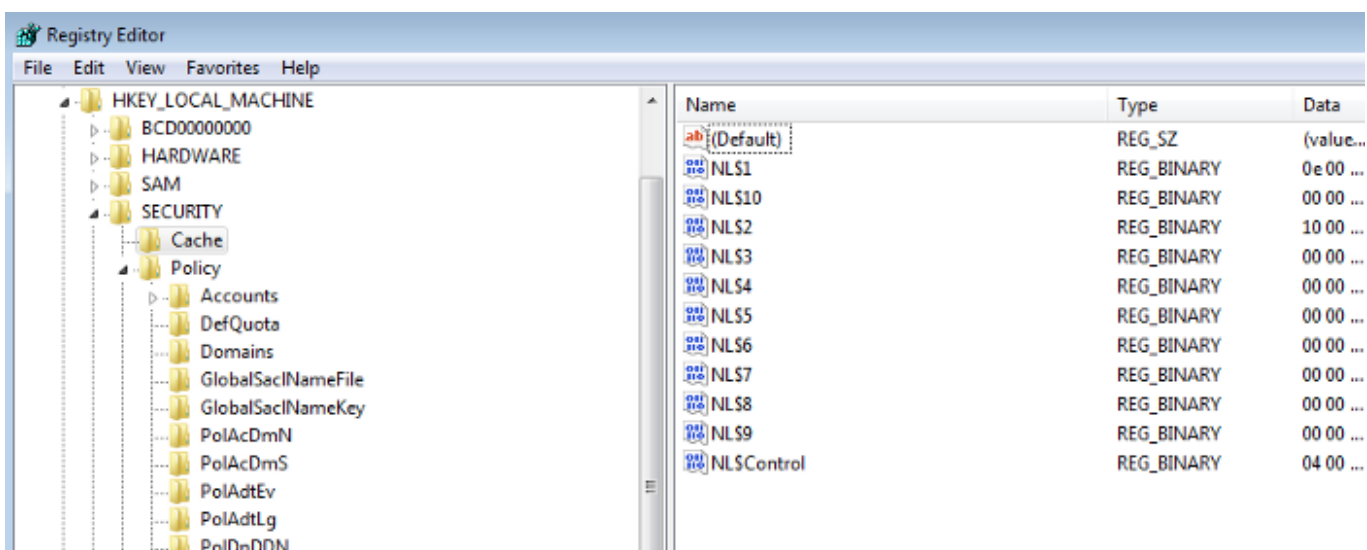 Registry Editor
File Edit View Favorites Help
HKEY_LOCAL_MACHINE
BCD00000000
HARDWARE
SAM
SECURITY
Cache
Policy
Accounts
DefQuota
Domains
GlobalSaclNameFile
GlobalSaclNameKey
PolAcDmN
PolAcDmS
PolAdtEv
PolAdtLg
PolDnDDN
Name Type Data
(Default) REG_SZ (value...
NL$1 REG_BINARY 0e 00 ...
NL$10 REG_BINARY 00 00 ...
NL$2 REG_BINARY 10 00 ...
NL$3 REG_BINARY 00 00 ...
NL$4 REG_BINARY 00 00 ...
NL$5 REG_BINARY 00 00 ...
NL$6 REG_BINARY 00 00 ...
NL$7 REG_BINARY 00 00 ...
NL$8 REG_BINARY 00 00 ...
NL$9 REG_BINARY 00 00 ...
NL$Control REG_BINARY 04 00 ...